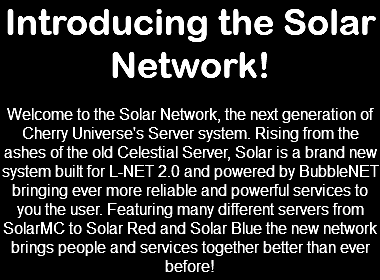 Introducing the Solar
Network!
Welcome to the Solar Network, the next generation of
Cherry Universe's Server system. Rising from the
ashes of the old Celestial Server, Solar is a brand new
system built for L-NET 2.0 and powered by BubbleNET
bringing ever more reliable and powerful services to
you the user. Featuring many different servers from
SolarMC to Solar Red and Solar Blue the new network
brings people and services together better than ever
before!